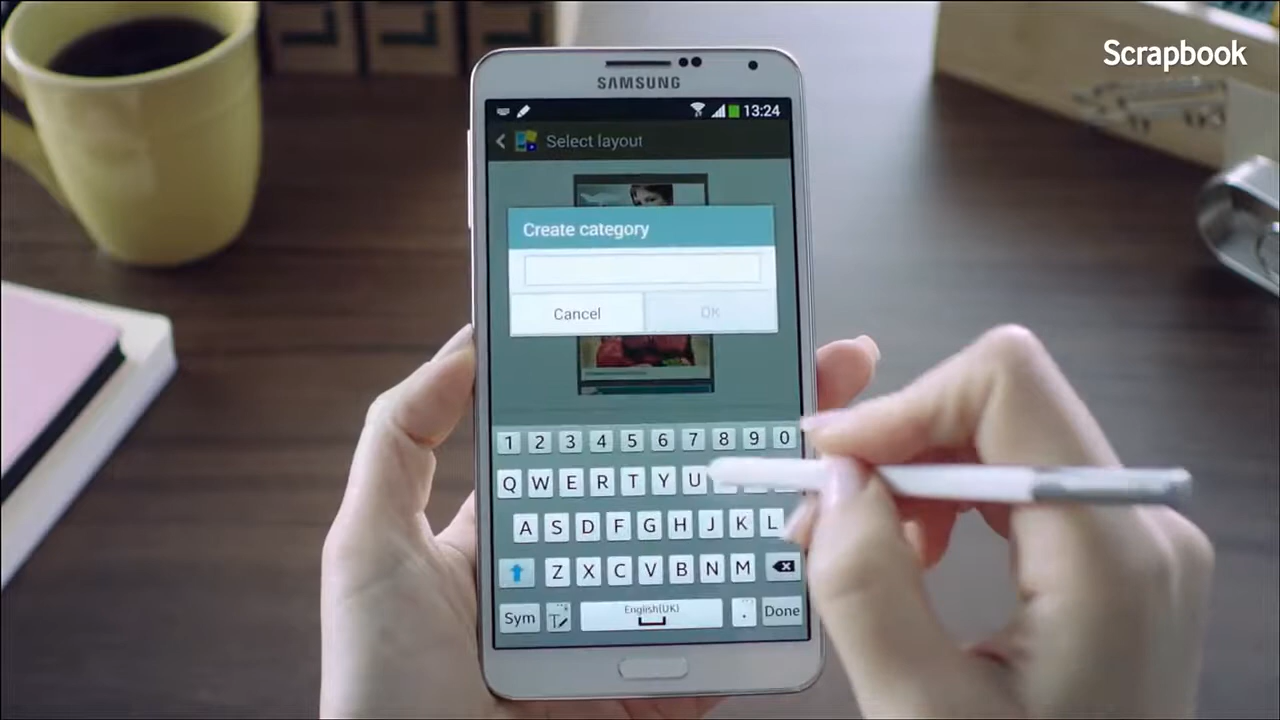 Scrapbook
SAMSUNG
13:24
Select layout
Create category
Cancel OK
1 2 3 4 5 6 7 8 9 0
Q W E R T Y U
A S D F G H J K L
Z X C V B N M
Sym T English(UK) . Done